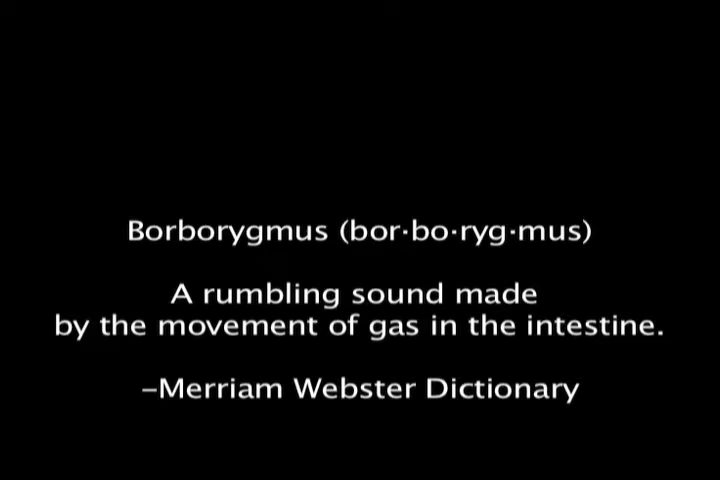 Borborygmus (bor·bo·ryg·mus)
A rumbling sound made
by the movement of gas in the intestine.
–Merriam Webster Dictionary